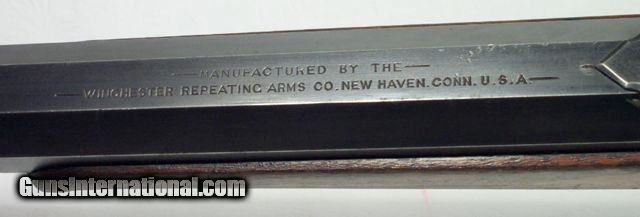 —MANUFACTURED BY THE—
—WINCHESTER REPEATING ARMS CO. NEW HAVEN. CONN. U.S.A.—
GunsInternational.com